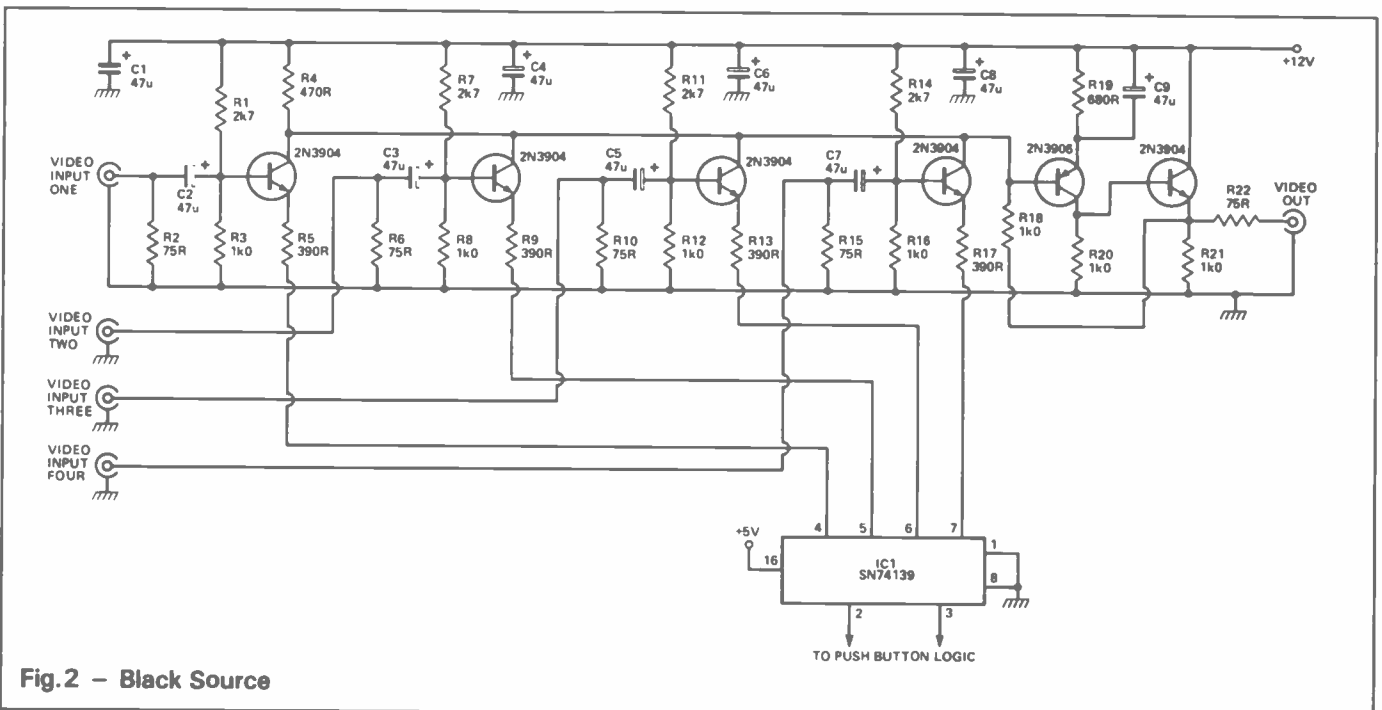 C1
47u
R1
2k7
R4
470R
R7
2k7
C4
47u
R11
2k7
C6
47u
R14
2k7
C8
47u
R19
680R
C9
47u
+12V
VIDEO
INPUT
ONE
C2
47u
2N3904
C3
47u
2N3904
C5
47u
2N3904
C7
47u
2N3904
2N3906
2N3904
VIDEO
OUT
R22
75R
R2
75R
R3
1k0
R5
390R
R6
75R
R8
1k0
R9
390R
R10
75R
R12
1k0
R13
390R
R15
75R
R16
1k0
R17
390R
R18
1k0
R20
1k0
R21
1k0
VIDEO
INPUT
TWO
VIDEO
INPUT
THREE
VIDEO
INPUT
FOUR
+5V
16
4
5
6
7
1
8
IC1
SN74139
2
3
TO PUSH BUTTON LOGIC
Fig.2 – Black Source